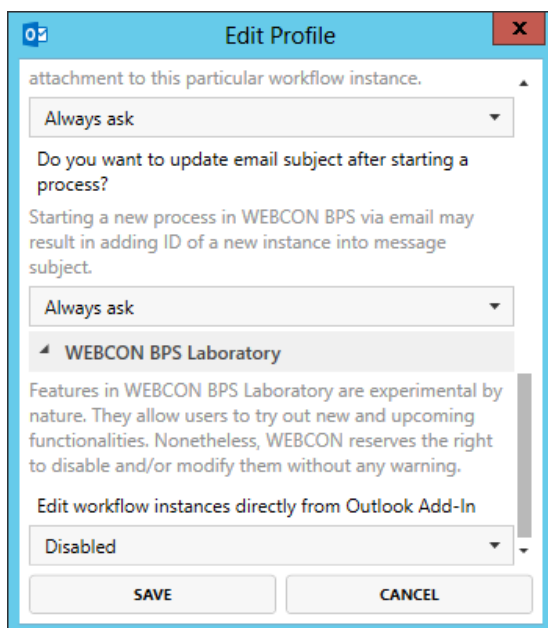 Edit Profile
x
attachment to this particular workflow instance.
Always ask
Do you want to update email subject after starting a
process?
Starting a new process in WEBCON BPS via email may
result in adding ID of a new instance into message
subject.
Always ask
WEBCON BPS Laboratory
Features in WEBCON BPS Laboratory are experimental by
nature. They allow users to try out new and upcoming
functionalities. Nonetheless, WEBCON reserves the right
to disable and/or modify them without any warning.
Edit workflow instances directly from Outlook Add-In
Disabled
SAVE
CANCEL